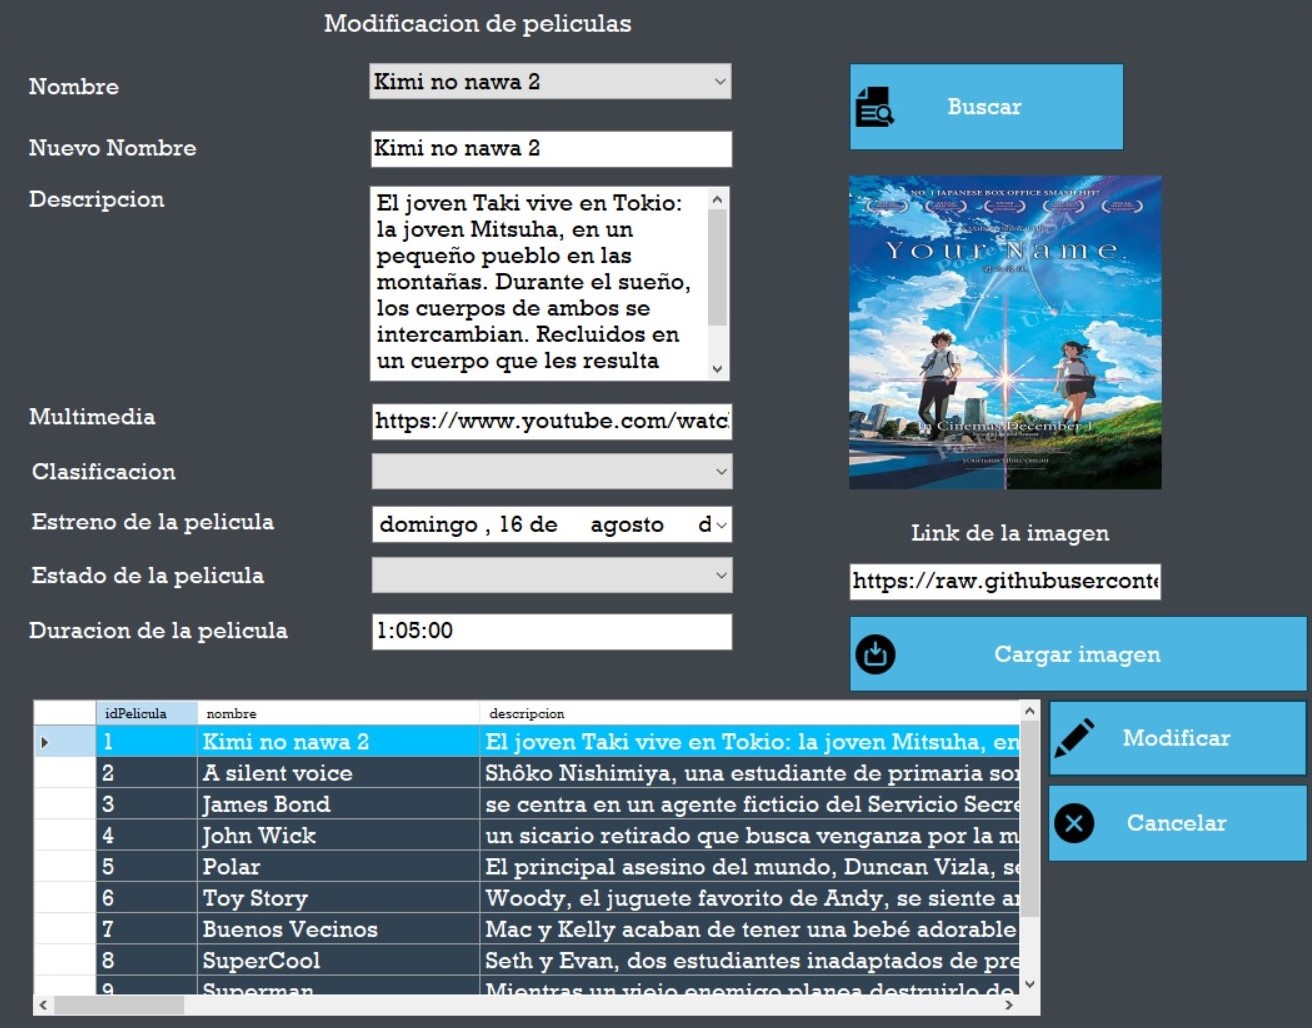 Modificacion de peliculas
Nombre
Kimi no nawa 2
Buscar
Nuevo Nombre
Kimi no nawa 2
Descripcion
El joven Taki vive en Tokio:
la joven Mitsuha, en un
pequeño pueblo en las
montañas. Durante el sueño,
los cuerpos de ambos se
intercambian. Recluidos en
un cuerpo que les resulta
NO. 1 JAPANESE BOX OFFICE SMASH HIT!
Your Name.
In Cinemas December 1
Multimedia
https://www.youtube.com/watc
Clasificacion
Estreno de la pelicula
domingo , 16 de agosto d
Link de la imagen
Estado de la pelicula
https://raw.githubuserconte
Duracion de la pelicula
1:05:00
Cargar imagen
idPelicula nombre descripcion
1 Kimi no nawa 2 El joven Taki vive en Tokio: la joven Mitsuha, en
2 A silent voice Shôko Nishimiya, una estudiante de primaria so
3 James Bond se centra en un agente ficticio del Servicio Secre
4 John Wick un sicario retirado que busca venganza por la m
5 Polar El principal asesino del mundo, Duncan Vizla, se
6 Toy Story Woody, el juguete favorito de Andy, se siente a
7 Buenos Vecinos Mac y Kelly acaban de tener una bebé adorable
8 SuperCool Seth y Evan, dos estudiantes inadaptados de pre
9 Superman Mientras un viejo enemigo planea destruirlo de
Modificar
Cancelar